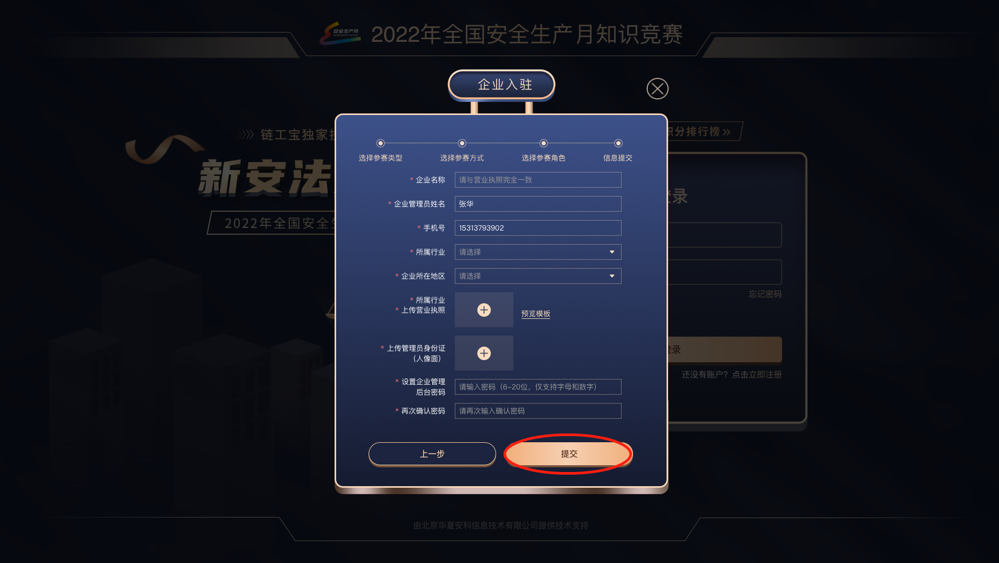 安全生产月
2022年全国安全生产月知识竞赛
企业入驻
链工宝独家
积分排行榜
新安法
2022年全国安全生
选择参赛类型
选择参赛方式
选择参赛角色
信息提交
* 企业名称 请与营业执照完全一致
* 企业管理员姓名 张华
* 手机号 15313793902
* 所属行业 请选择
* 企业所在地区 请选择
* 所属行业
* 上传营业执照
预览模板
* 上传管理员身份证
（人像面）
* 设置企业管理
后台密码
请输入密码（6-20位，仅支持字母和数字）
* 再次确认密码 请再次输入确认密码
上一步
提交
登录
忘记密码
登录
还没有账户？点击立即注册
由北京华夏安科信息技术有限公司提供技术支持